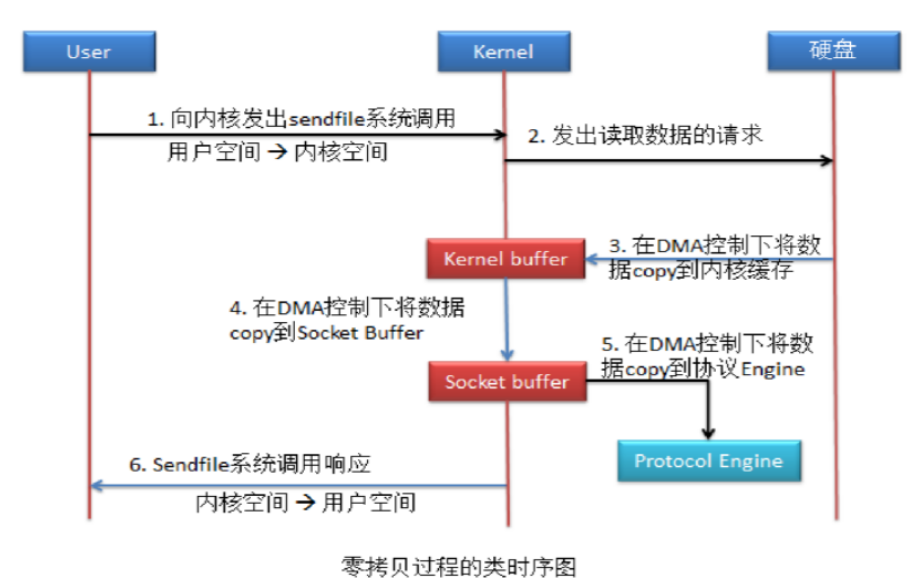 User
Kernel
硬盘
1. 向内核发出sendfile系统调用
用户空间 → 内核空间
2. 发出读取数据的请求
Kernel buffer
3. 在DMA控制下将数
据copy到内核缓存
4. 在DMA控制下将数据
copy到Socket Buffer
Socket buffer
5. 在DMA控制下将数
据copy到协议Engine
Protocol Engine
6. Sendfile系统调用响应
内核空间 → 用户空间
零拷贝过程的类时序图